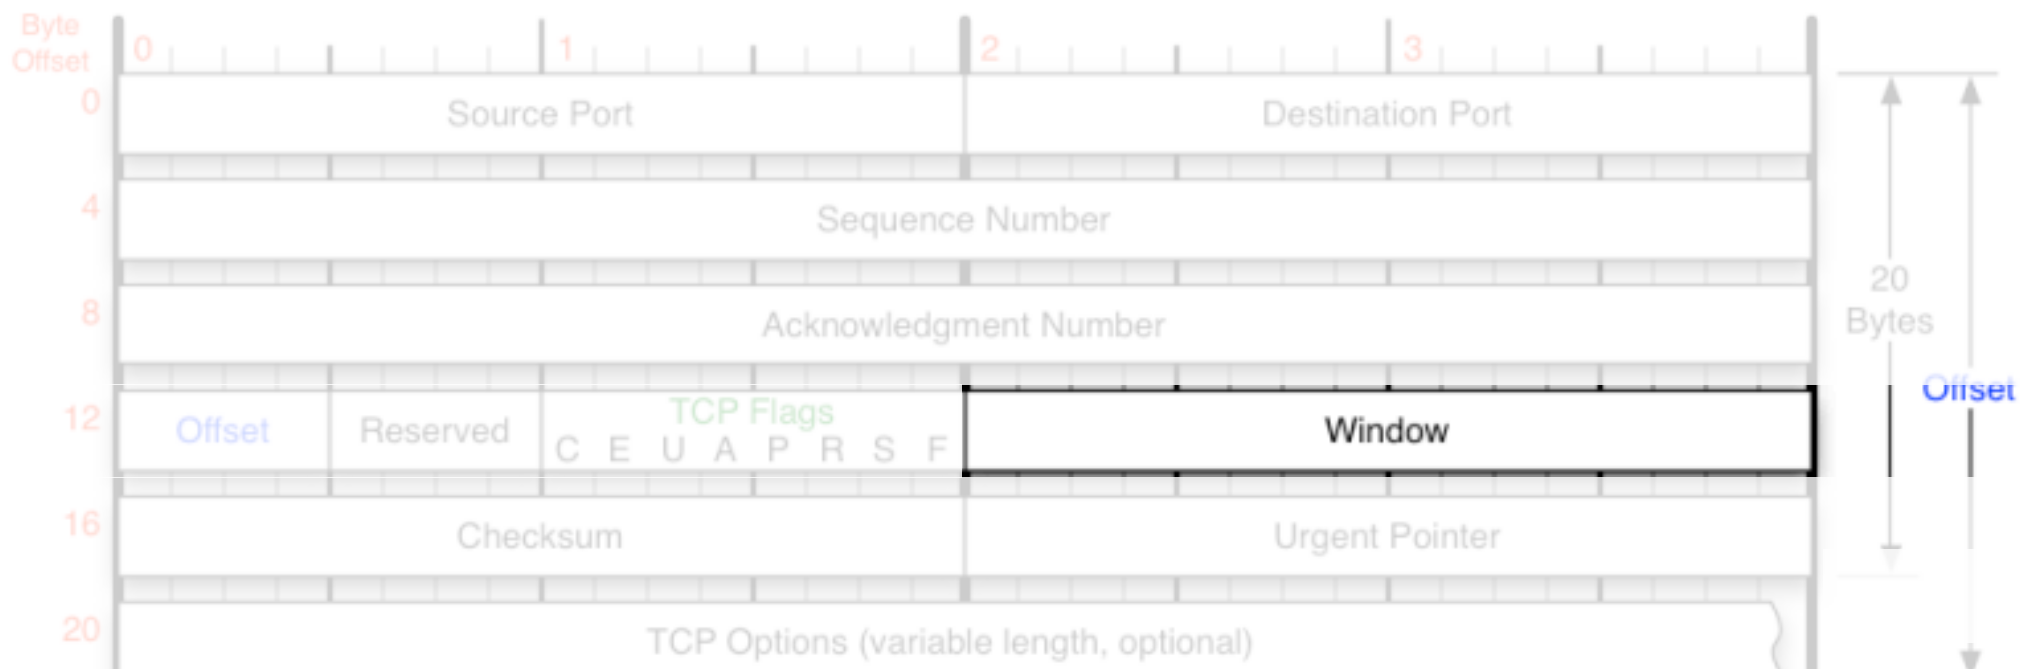 Byte
Offset
0 1 2 3
0 Source Port Destination Port
4 Sequence Number
8 Acknowledgment Number
20
Bytes
Offset
12 Offset Reserved TCP Flags Window
C E U A P R S F
16 Checksum Urgent Pointer
20 TCP Options (variable length, optional)